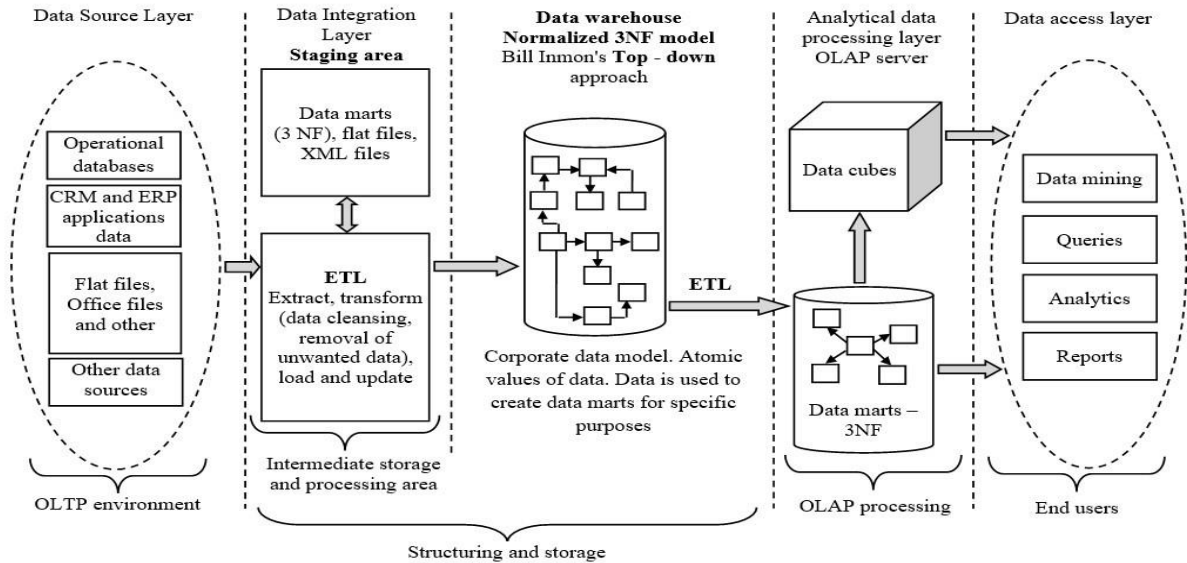 Data Source Layer
Operational
databases
CRM and ERP
applications
data
Flat files,
Office files
and other
Other data
sources
OLTP environment
Data Integration
Layer
Staging area
Data marts
(3 NF), flat files,
XML files
ETL
Extract, transform
(data cleansing,
removal of
unwanted data),
load and update
Intermediate storage
and processing area
Data warehouse
Normalized 3NF model
Bill Inmon's Top - down
approach
ETL
Corporate data model. Atomic
values of data. Data is used to
create data marts for specific
purposes
Structuring and storage
Analytical data
processing layer
OLAP server
Data cubes
Data marts –
3NF
OLAP processing
Data access layer
Data mining
Queries
Analytics
Reports
End users